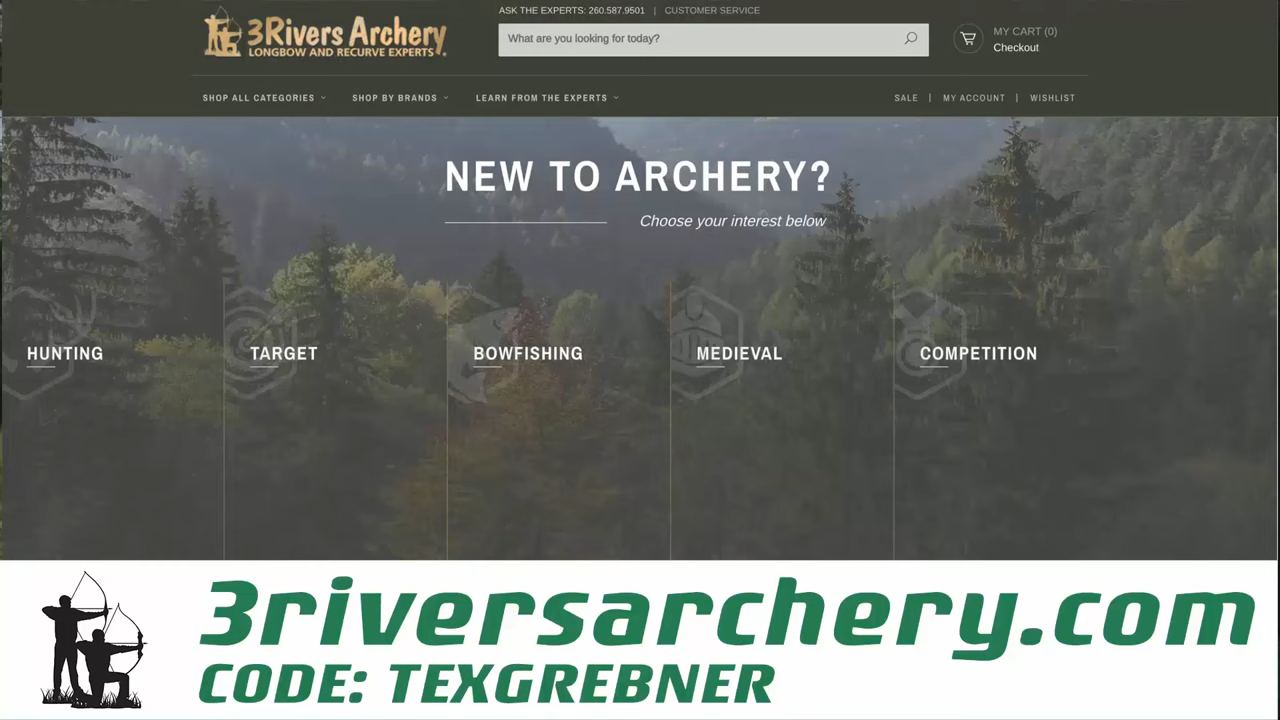 ASK THE EXPERTS: 260.587.9501 | CUSTOMER SERVICE
3Rivers Archery
LONGBOW AND RECURVE EXPERTS
What are you looking for today?
MY CART (0)
Checkout
SHOP ALL CATEGORIES SHOP BY BRANDS LEARN FROM THE EXPERTS SALE | MY ACCOUNT | WISHLIST
NEW TO ARCHERY?
Choose your interest below
HUNTING TARGET BOWFISHING MEDIEVAL COMPETITION
3riversarchery.com
CODE: TEXGREBNER